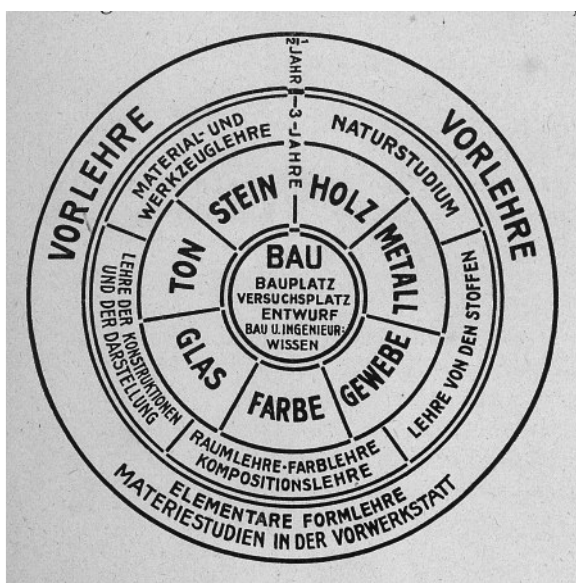 ½ JAHR
VORLEHRE
VORLEHRE
ELEMENTARE FORMLEHRE
MATERIESTUDIEN IN DER VORWERKSTATT
3-JAHRE
MATERIAL- UND
WERKZEUGLEHRE
NATURSTUDIUM
LEHRE VON DEN STOFFEN
RAUMLEHRE-FARBLEHRE
KOMPOSITIONSLEHRE
LEHRE DER KONSTRUKTIONEN
UND DER DARSTELLUNG
STEIN
HOLZ
METALL
GEWEBE
FARBE
GLAS
TON
BAU
BAUPLATZ
VERSUCHSPLATZ
ENTWURF
BAU U.INGENIEUR:
WISSEN